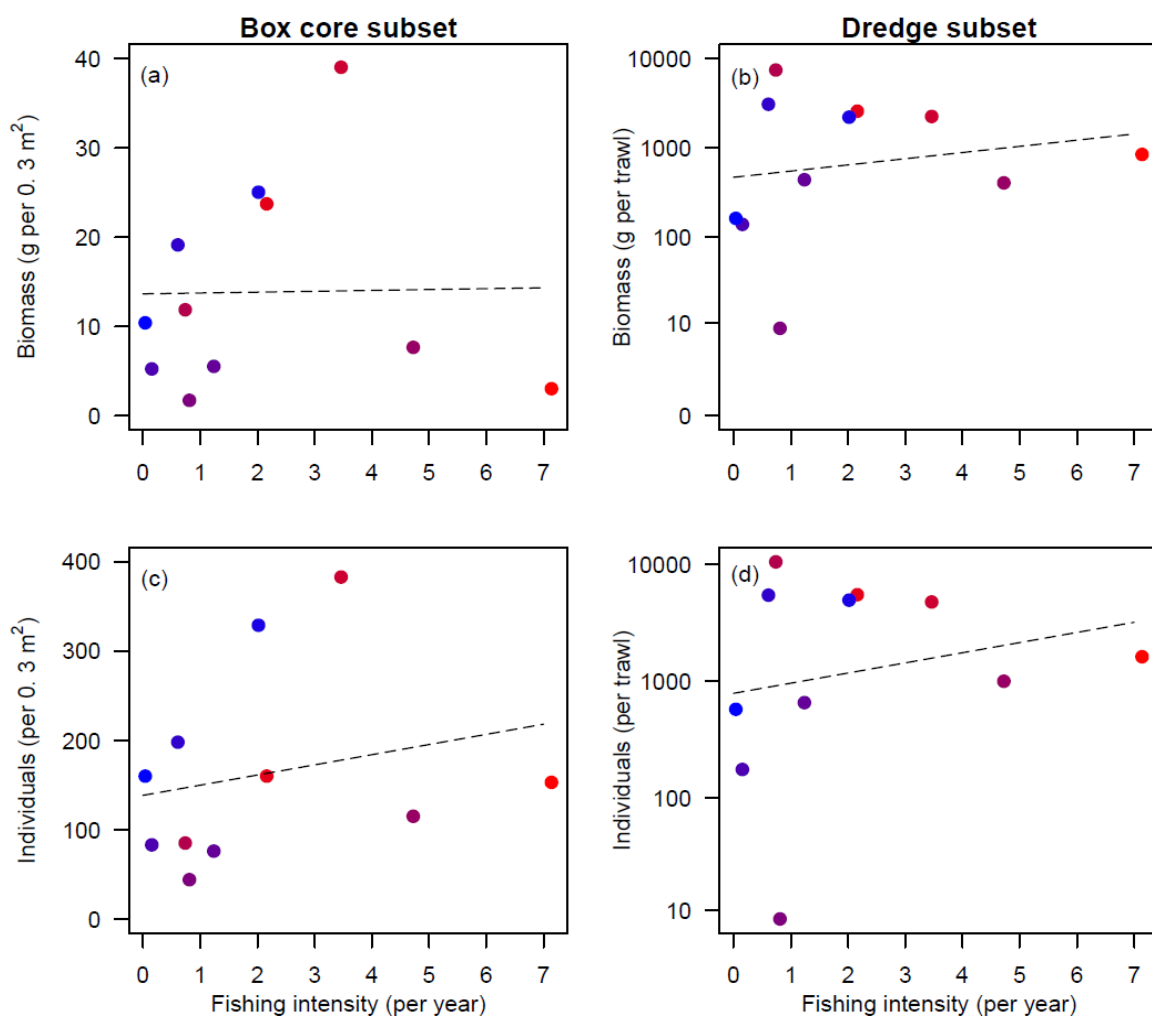 Box core subset
Dredge subset
(a)
Biomass (g per 0. 3 m²)
40
30
20
10
0
0 1 2 3 4 5 6 7
(b)
Biomass (g per trawl)
10000
1000
100
10
0
0 1 2 3 4 5 6 7
(c)
Individuals (per 0. 3 m²)
400
300
200
100
0
0 1 2 3 4 5 6 7
Fishing intensity (per year)
(d)
Individuals (per trawl)
10000
1000
100
10
0 1 2 3 4 5 6 7
Fishing intensity (per year)